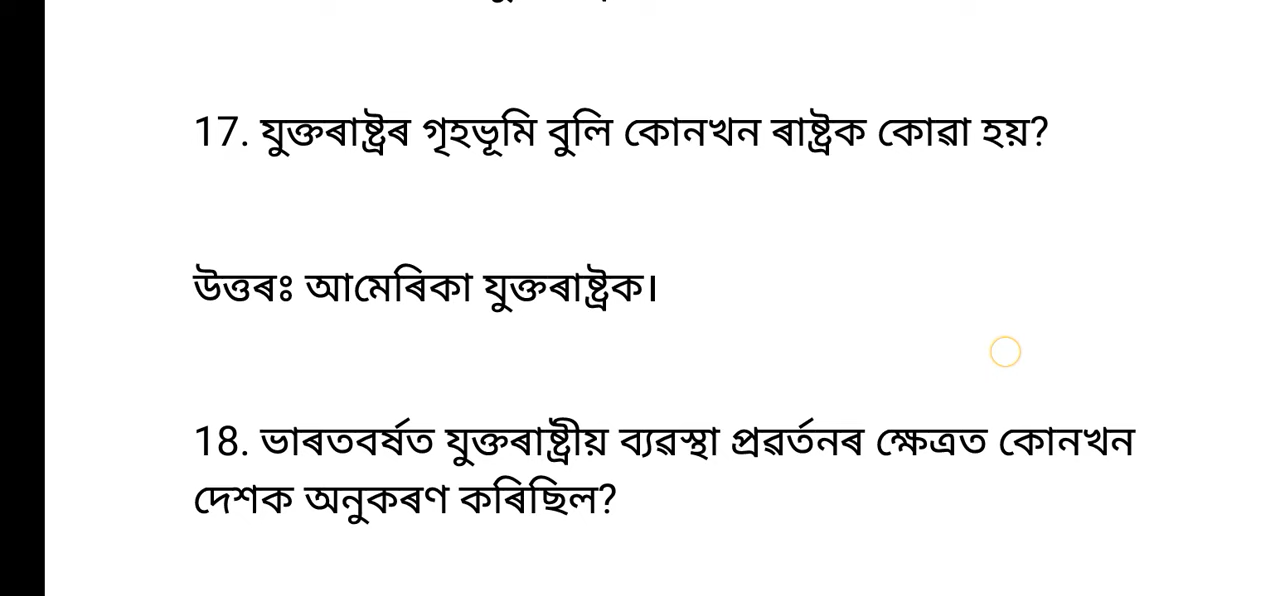 17. যুক্তৰাষ্ট্ৰৰ গৃহভূমি বুলি কোনখন ৰাষ্ট্ৰক কোৱা হয়?
উত্তৰঃ আমেৰিকা যুক্তৰাষ্ট্ৰক।
18. ভাৰতবৰ্ষত যুক্তৰাষ্ট্ৰীয় ব্যৱস্থা প্ৰৱৰ্তনৰ ক্ষেত্ৰত কোনখন
দেশক অনুকৰণ কৰিছিল?